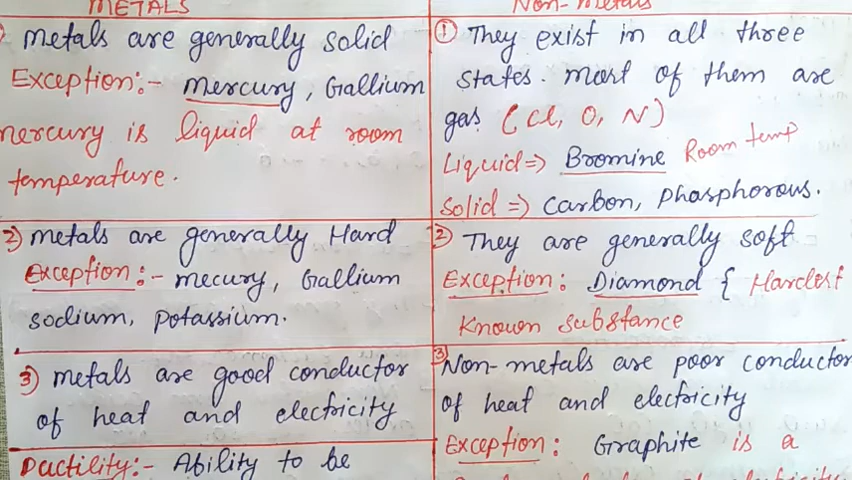 METALS
metals are generally solid
Exception:- mercury, Gallium
mercury is liquid at room
temperature.
2) metals are generally Hard
Exception:- mecury, Gallium
sodium, potassium.
3) metals are good conductor
of heat and electricity
Ductility:- Ability to be
Non-metals
① They exist in all three
states. most of them are
gas (Cl, O, N)
Liquid=> Bromine Room temp
Solid => Carbon, Phosphorous.
② They are generally soft
Exception: Diamond { Hardest
Known substance
③ Non-metals are poor conductor
of heat and electricity
Exception: Graphite is a